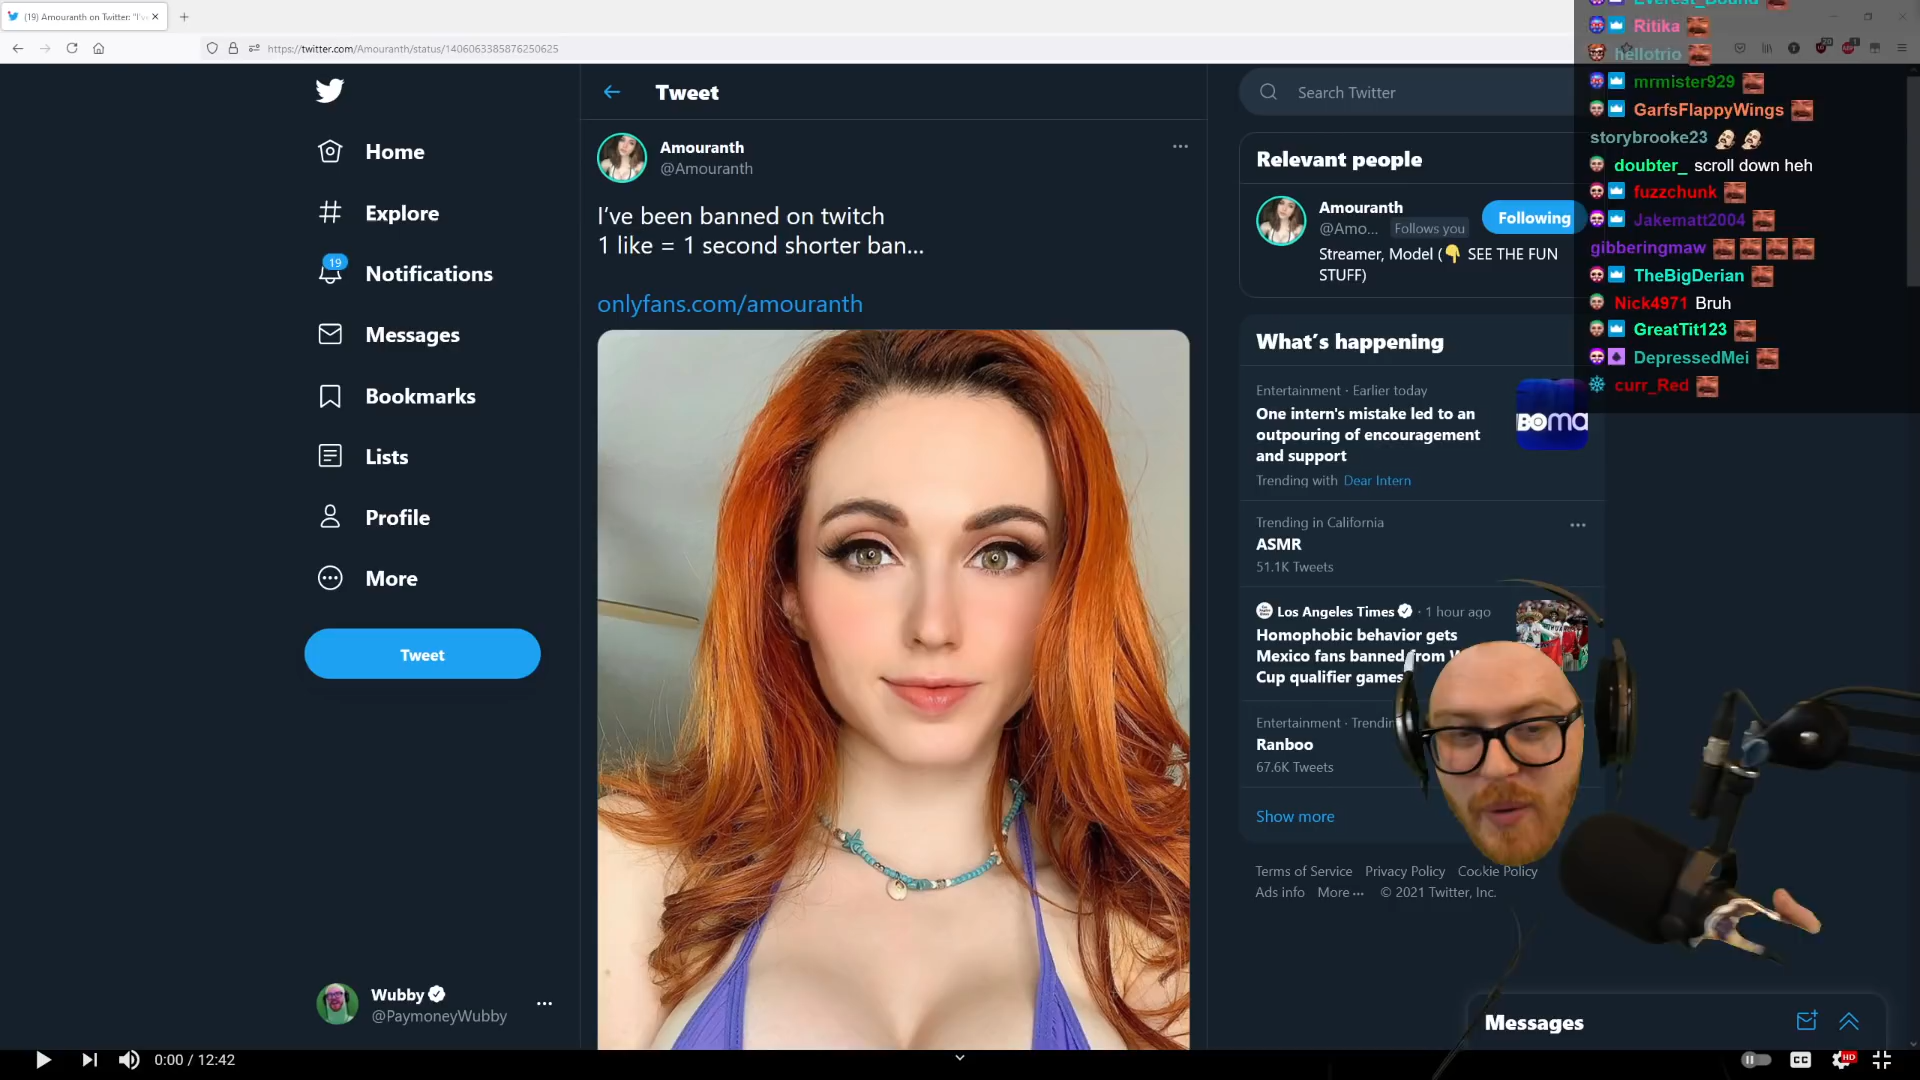 (19) Amouranth on Twitter: "I'v
https://twitter.com/Amouranth/status/1406063385876250625
Home
Explore
19
Notifications
Messages
Bookmarks
Lists
Profile
More
Tweet
Wubby
@PaymoneyWubby
Tweet
Amouranth
@Amouranth
I've been banned on twitch
1 like = 1 second shorter ban...
onlyfans.com/amouranth
Search Twitter
Relevant people
Amouranth
@Amo... Follows you
Following
Streamer, Model (👇 SEE THE FUN
STUFF)
What's happening
Entertainment · Earlier today
One intern's mistake led to an
outpouring of encouragement
and support
Trending with Dear Intern
Trending in California
ASMR
51.1K Tweets
Los Angeles Times · 1 hour ago
Homophobic behavior gets
Mexico fans banned from
Cup qualifier games
Entertainment ·
Ranboo
67.6K Tweets
Show more
Terms of Service Privacy Policy Cookie Policy
Ads info More ··· © 2021 Twitter, Inc.
Messages
Everest_Bound
Ritika
hellotrio
mrmister929
GarfsFlappyWings
storybrooke23
doubter_ scroll down heh
fuzzchunk
Jakematt2004
gibberingmaw
TheBigDerian
Nick4971 Bruh
GreatTit123
DepressedMei
curr_Red
0:00 / 12:42
CC
HD